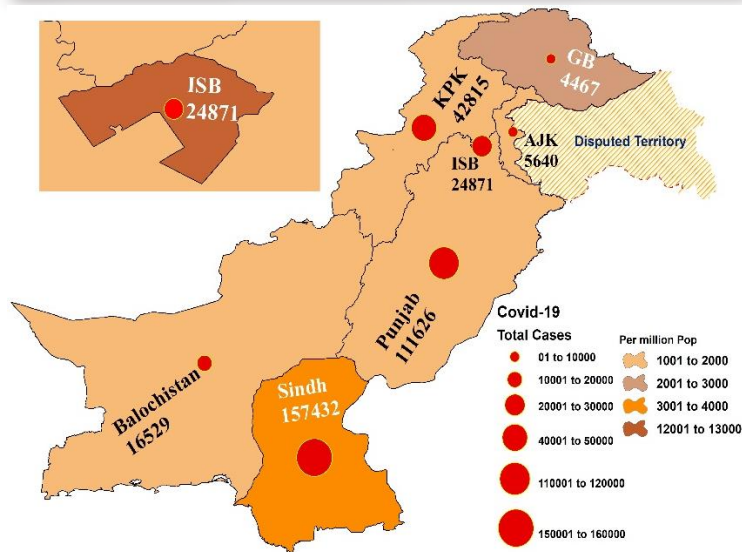 ISB
24871
KPK
42815
GB
4467
AJK
5640
Disputed Territory
ISB
24871
Punjab
111626
Balochistan
16529
Sindh
157432
Covid-19
Total Cases
01 to 10000
10001 to 20000
20001 to 30000
40001 to 50000
110001 to 120000
150001 to 160000
Per million Pop
1001 to 2000
2001 to 3000
3001 to 4000
12001 to 13000